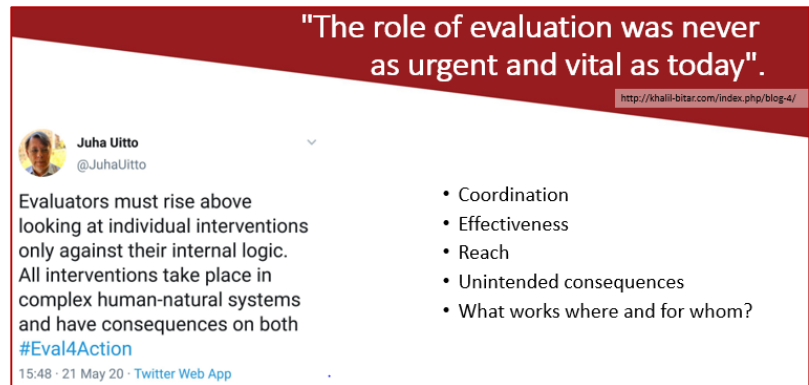 "The role of evaluation was never
as urgent and vital as today".
http://khalil-bitar.com/index.php/blog-4/
Juha Uitto
@JuhaUitto
Evaluators must rise above
looking at individual interventions
only against their internal logic.
All interventions take place in
complex human-natural systems
and have consequences on both
#Eval4Action
15:48 · 21 May 20 · Twitter Web App
• Coordination
• Effectiveness
• Reach
• Unintended consequences
• What works where and for whom?